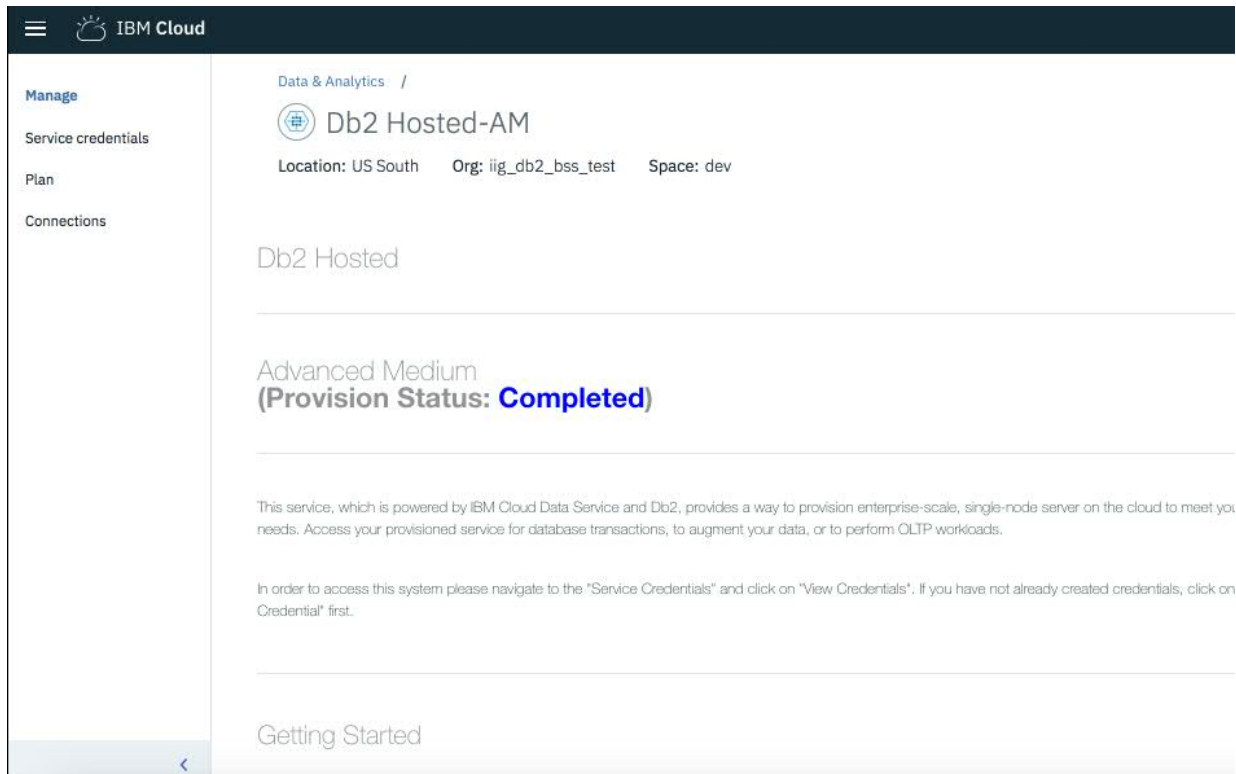 IBM Cloud
Manage
Service credentials
Plan
Connections
Data & Analytics /
Db2 Hosted-AM
Location: US South Org: iig_db2_bss_test Space: dev
Db2 Hosted
Advanced Medium
(Provision Status: Completed)
This service, which is powered by IBM Cloud Data Service and Db2, provides a way to provision enterprise-scale, single-node server on the cloud to meet you
needs. Access your provisioned service for database transactions, to augment your data, or to perform OLTP workloads.
In order to access this system please navigate to the "Service Credentials" and click on "View Credentials". If you have not already created credentials, click on
Credential" first.
Getting Started